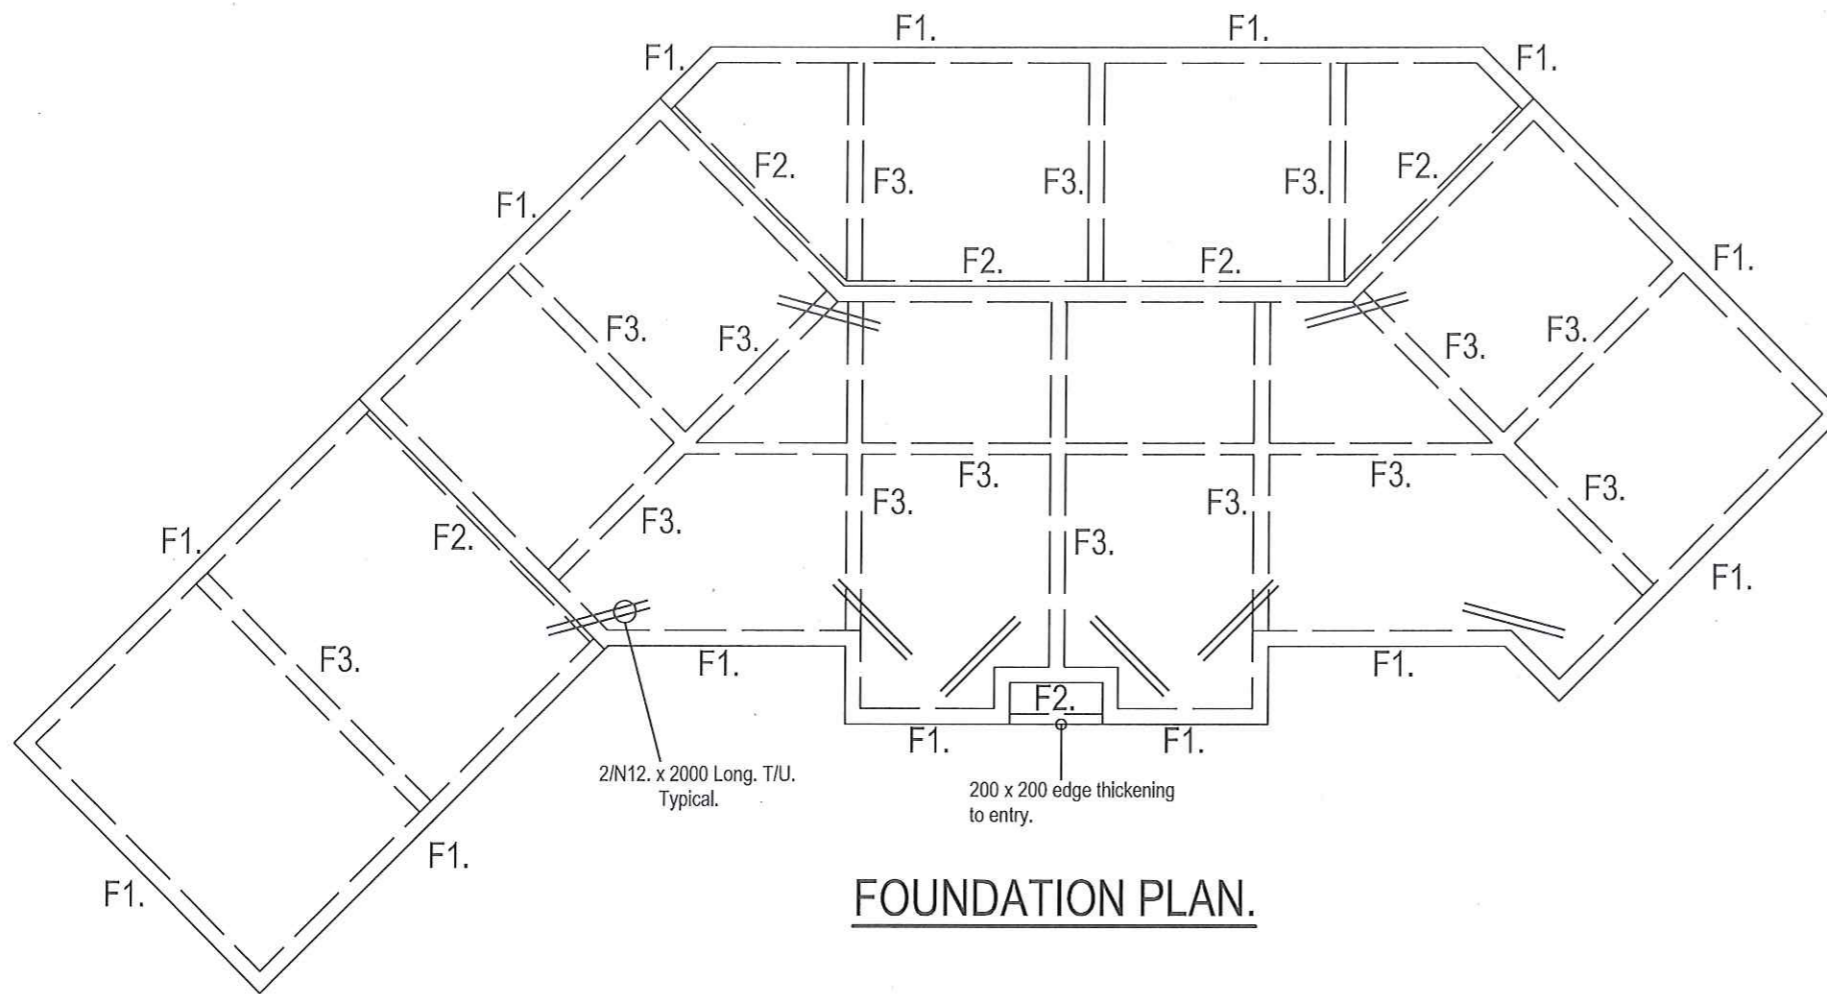 F1.
F1.
F1.
F1.
F2.
F3.
F3.
F3.
F2.
F1.
F2.
F2.
F1.
F3.
F3.
F3.
F3.
F3.
F3.
F3.
F3.
F3.
F3.
F1.
F2.
F3.
F3.
F1.
F3.
F1.
F1.
F2.
F1.
F1.
2/N12. x 2000 Long. T/U.
Typical.
200 x 200 edge thickening
to entry.
F1.
F1.
FOUNDATION PLAN.